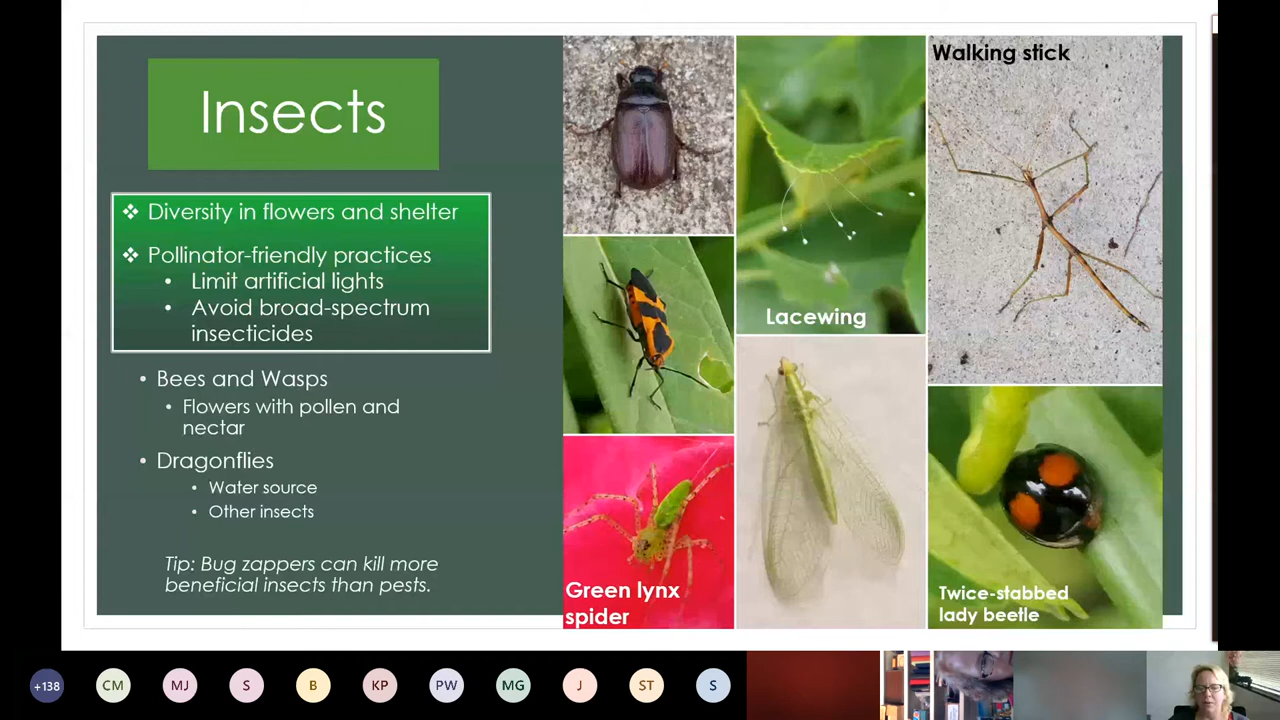 Insects
❖ Diversity in flowers and shelter
❖ Pollinator-friendly practices
• Limit artificial lights
• Avoid broad-spectrum
insecticides
• Bees and Wasps
• Flowers with pollen and
nectar
• Dragonflies
• Water source
• Other insects
Tip: Bug zappers can kill more
beneficial insects than pests.
Lacewing
Walking stick
Green lynx
spider
Twice-stabbed
lady beetle
+138
CM
MJ
S
B
KP
PW
MG
J
ST
S